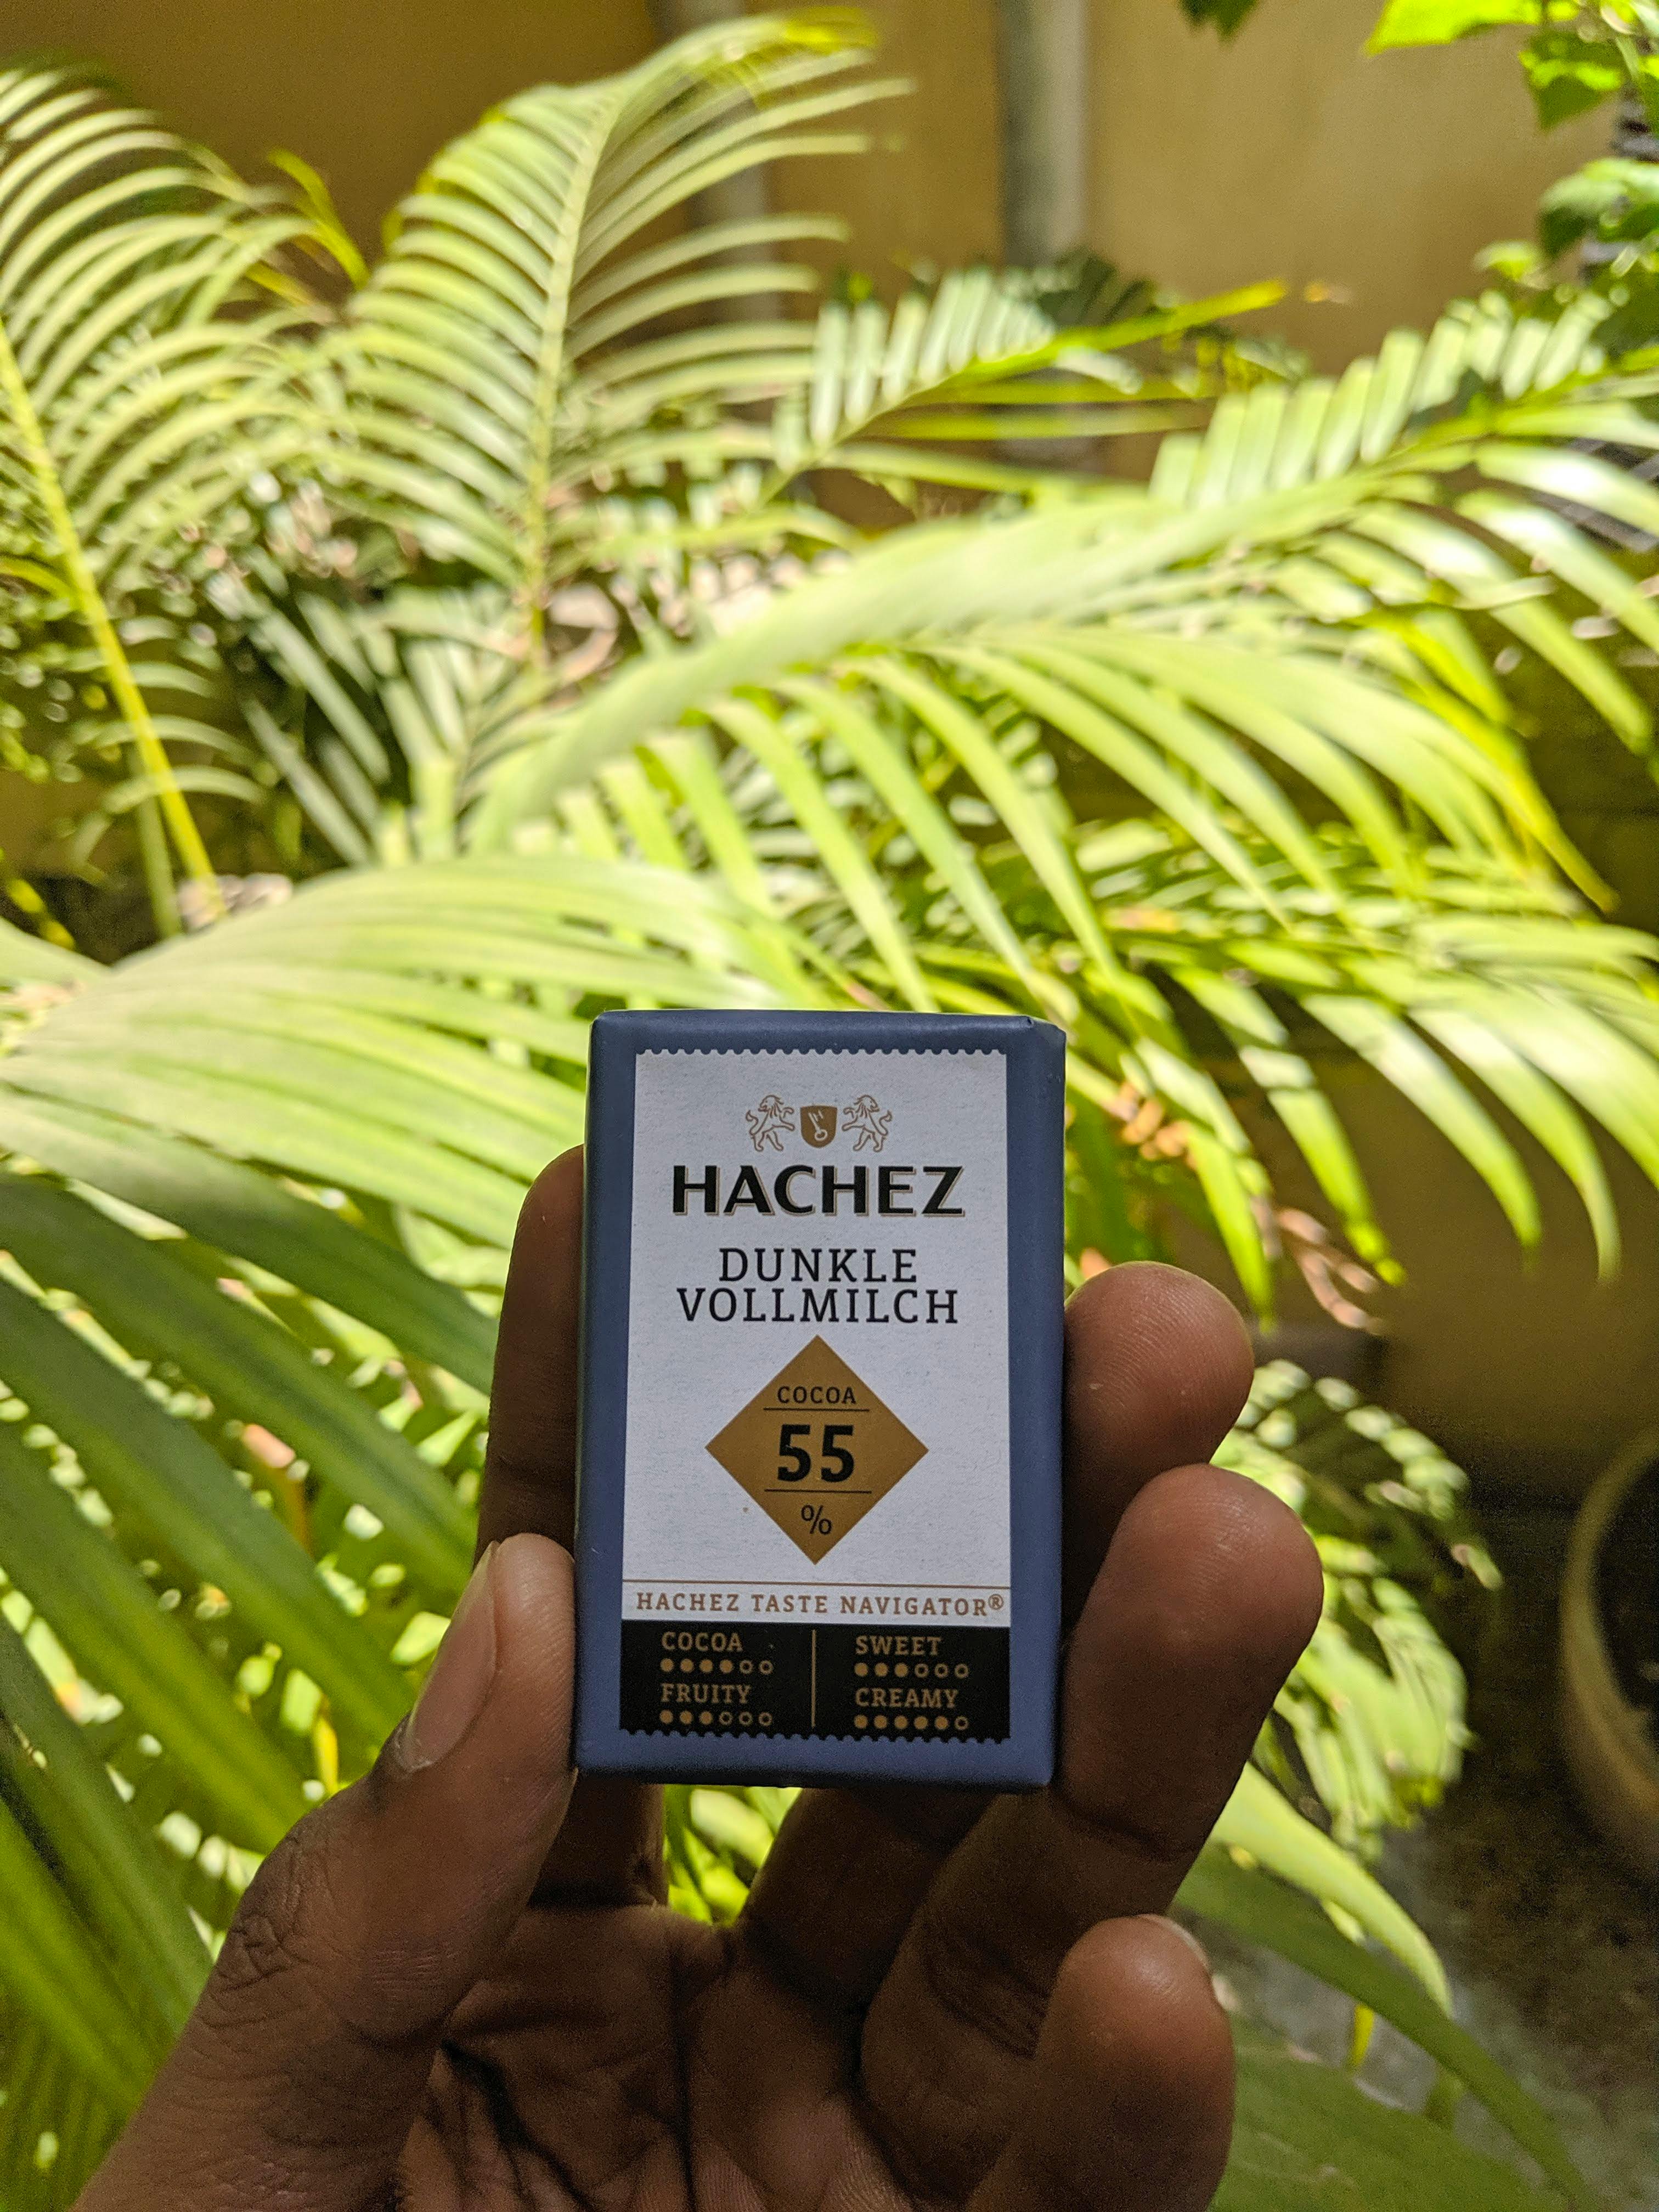 HACHEZ
DUNKLE
VOLLMILCH
COCOA
55
%
HACHEZ TASTE NAVIGATOR®
COCOA
SWEET
FRUITY
CREAMY